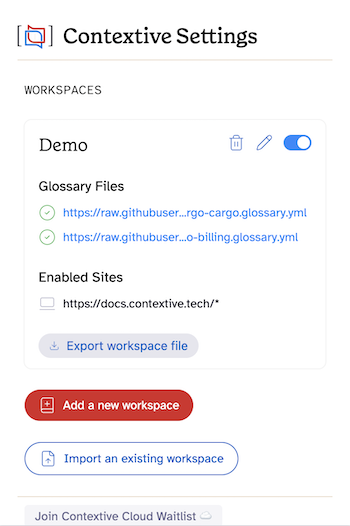 Contextive Settings
WORKSPACES
Demo
Glossary Files
https://raw.githubuser...rgo-cargo.glossary.yml
https://raw.githubuser...o-billing.glossary.yml
Enabled Sites
https://docs.contextive.tech/*
Export workspace file
Add a new workspace
Import an existing workspace
Join Contextive Cloud Waitlist